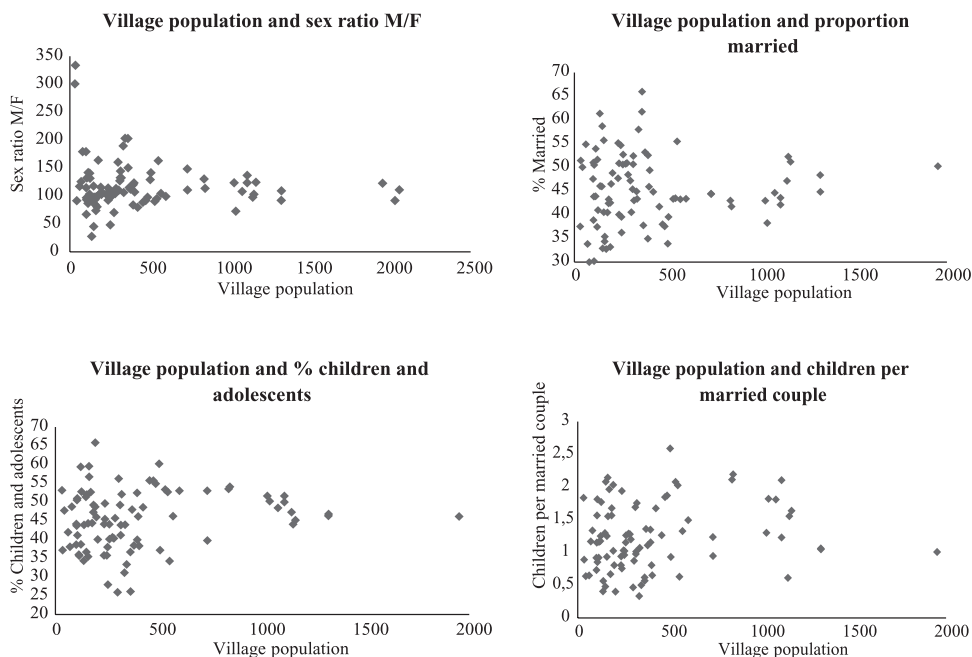 Village population and sex ratio M/F
350
300
250
200
150
100
50
0
Sex ratio M/F
0 500 1000 1500 2000 2500
Village population
Village population and proportion
married
70
65
60
55
50
45
40
35
30
% Married
0 500 1000 1500 2000
Village population
Village population and % children and
adolescents
70
65
60
55
50
45
40
35
30
25
20
% Children and adolescents
0 500 1000 1500 2000
Village population
Village population and children per
married couple
3
2,5
2
1,5
1
0,5
0
Children per married couple
0 500 1000 1500 2000
Village population